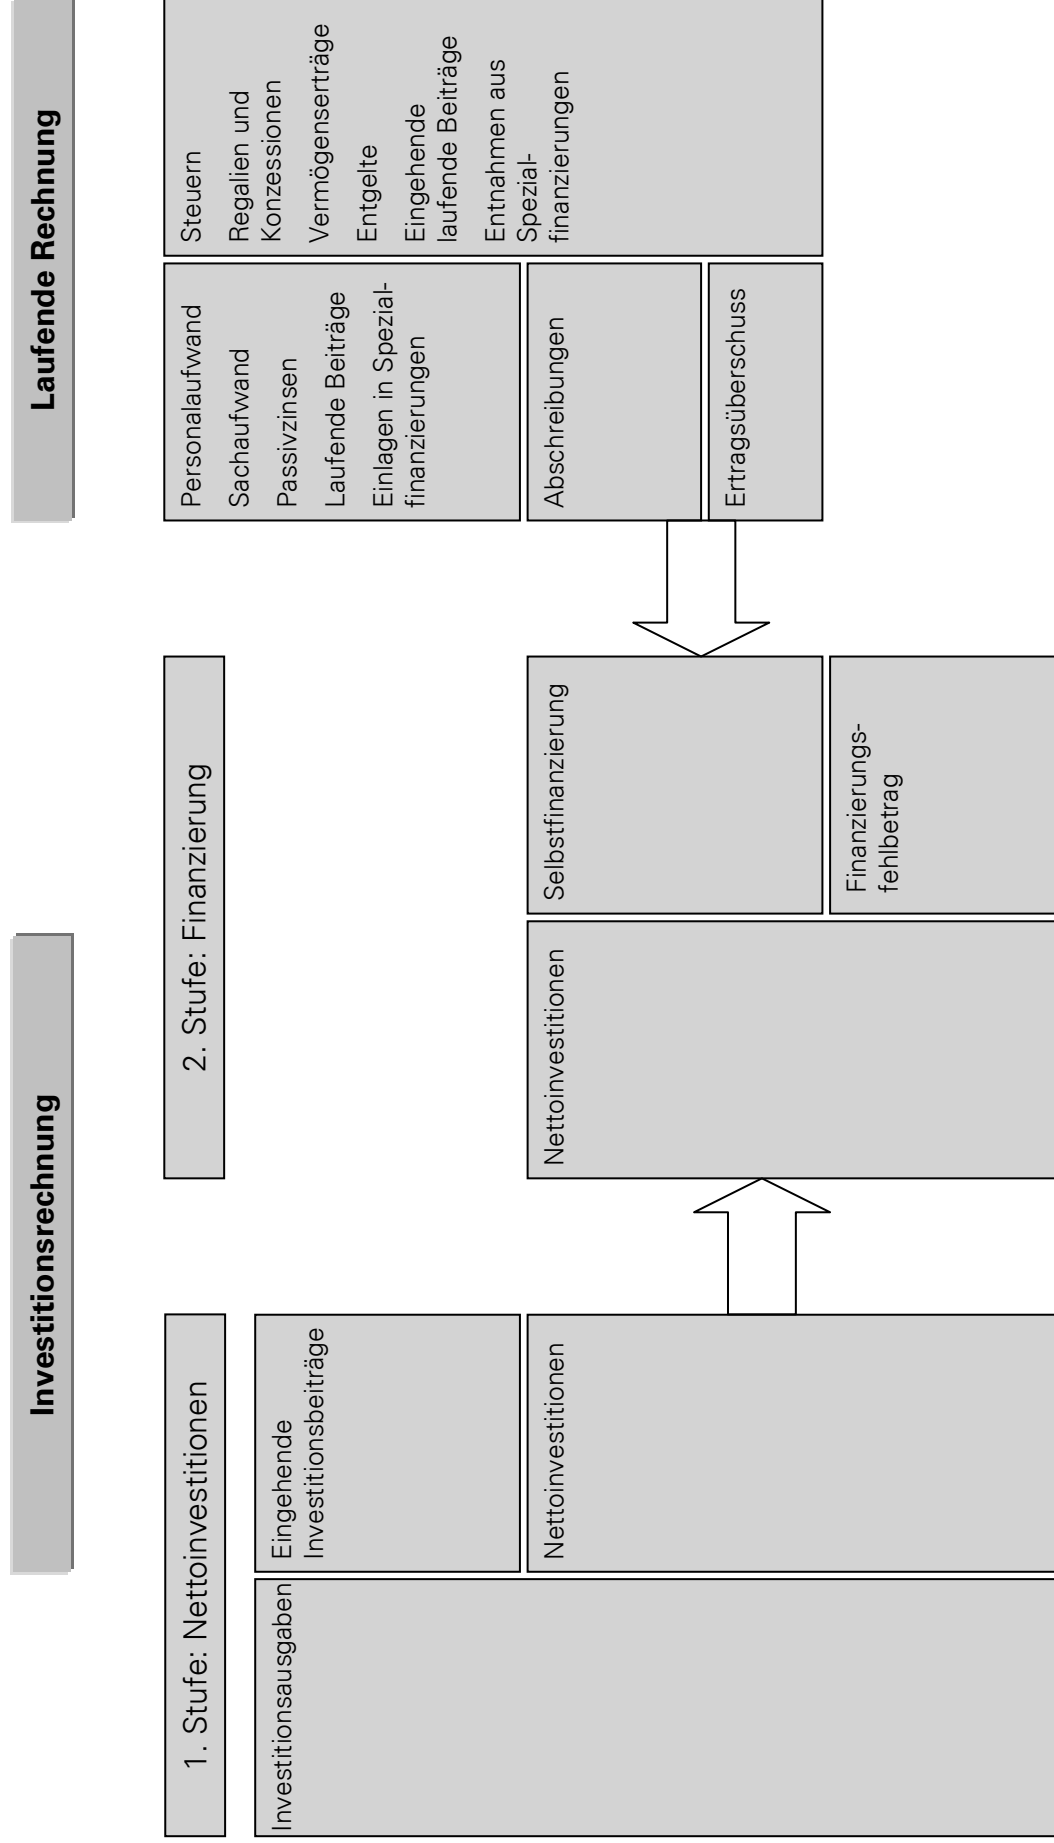 Investitionsrechnung
Laufende Rechnung
1. Stufe: Nettoinvestitionen
2. Stufe: Finanzierung
Investitionsausgaben
Eingehende
Investitionsbeiträge
Nettoinvestitionen
Nettoinvestitionen
Selbstfinanzierung
Finanzierungs-
fehlbetrag
Personalaufwand
Sachaufwand
Passivzinsen
Laufende Beiträge
Einlagen in Spezial-
finanzierungen
Abschreibungen
Ertragsüberschuss
Steuern
Regalien und
Konzessionen
Vermögenserträge
Entgelte
Eingehende
laufende Beiträge
Entnahmen aus
Spezial-
finanzierungen